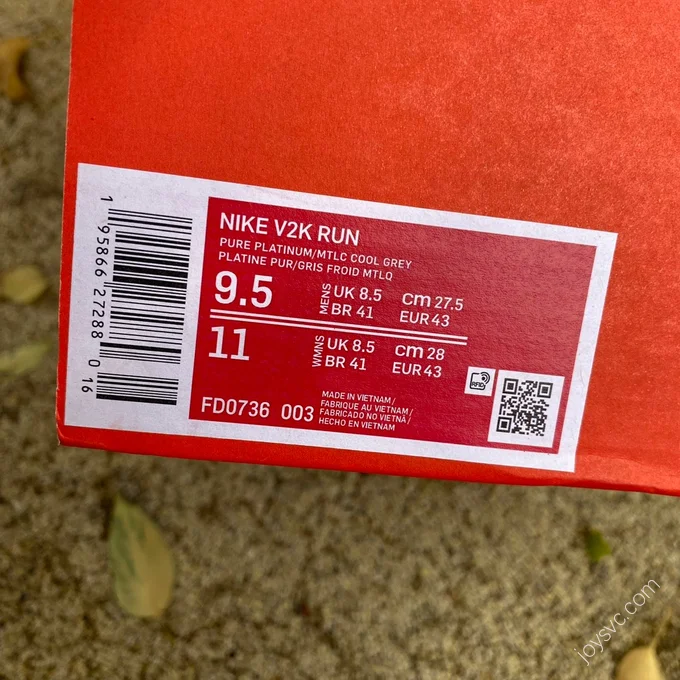 NIKE V2K RUN
PURE PLATINUM/MTLC COOL GREY
PLATINE PUR/GRIS FROID MTLQ
9.5 MENS UK 8.5 cm 27.5
BR 41 EUR 43
11 WMNS UK 8.5 cm 28
BR 41 EUR 43
FD0736 003
MADE IN VIETNAM/
FABRIQUE AU VIETNAM/
FABRICADO NO VIETNÃ/
HECHO EN VIETNAM
RFID
1 95866 27288 0 16
joysvc.com